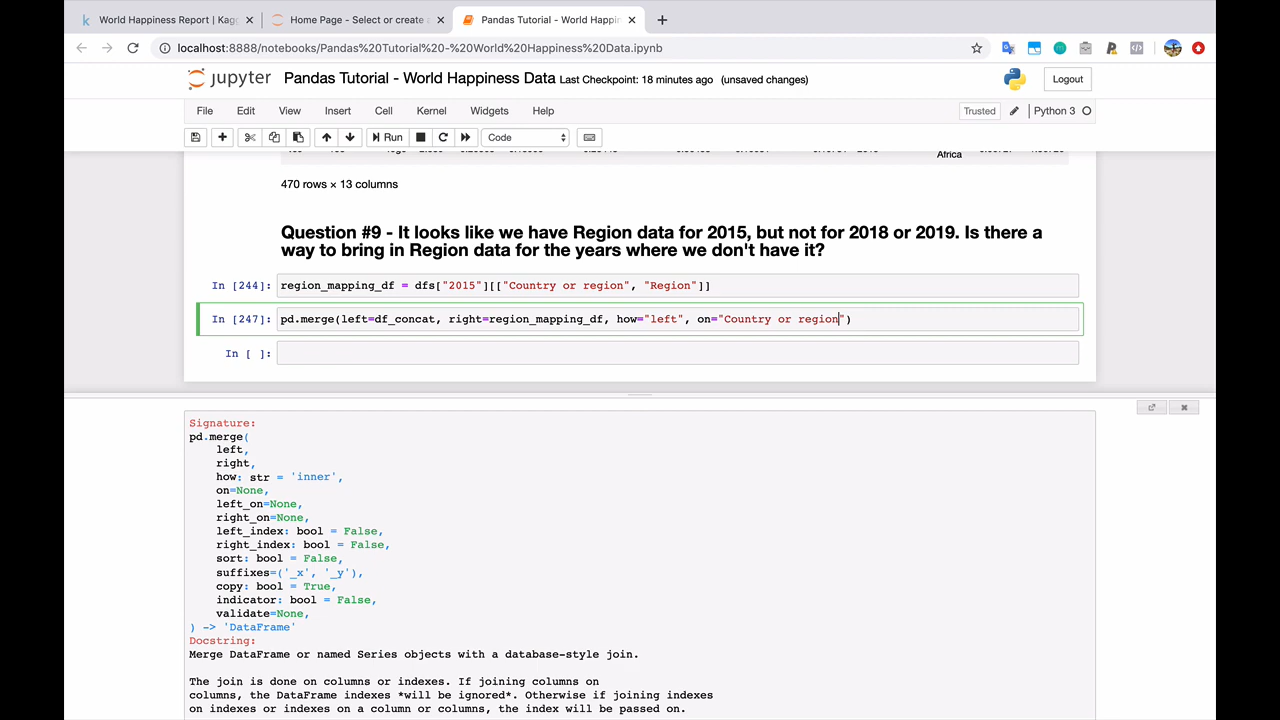 World Happiness Report | Kagg
Home Page - Select or create a
Pandas Tutorial - World Happin
localhost:8888/notebooks/Pandas%20Tutorial%20-%20World%20Happiness%20Data.ipynb
jupyter Pandas Tutorial - World Happiness Data Last Checkpoint: 18 minutes ago (unsaved changes)
Logout
File Edit View Insert Cell Kernel Widgets Help
Trusted Python 3
Run Code
Africa
470 rows × 13 columns
Question #9 - It looks like we have Region data for 2015, but not for 2018 or 2019. Is there a
way to bring in Region data for the years where we don't have it?
In [244]: region_mapping_df = dfs["2015"][["Country or region", "Region"]]
In [247]: pd.merge(left=df_concat, right=region_mapping_df, how="left", on="Country or region")
In [ ]:
Signature:
pd.merge(
left,
right,
how: str = 'inner',
on=None,
left_on=None,
right_on=None,
left_index: bool = False,
right_index: bool = False,
sort: bool = False,
suffixes=('_x', '_y'),
copy: bool = True,
indicator: bool = False,
validate=None,
) -> 'DataFrame'
Docstring:
Merge DataFrame or named Series objects with a database-style join.
The join is done on columns or indexes. If joining columns on
columns, the DataFrame indexes *will be ignored*. Otherwise if joining indexes
on indexes or indexes on a column or columns, the index will be passed on.